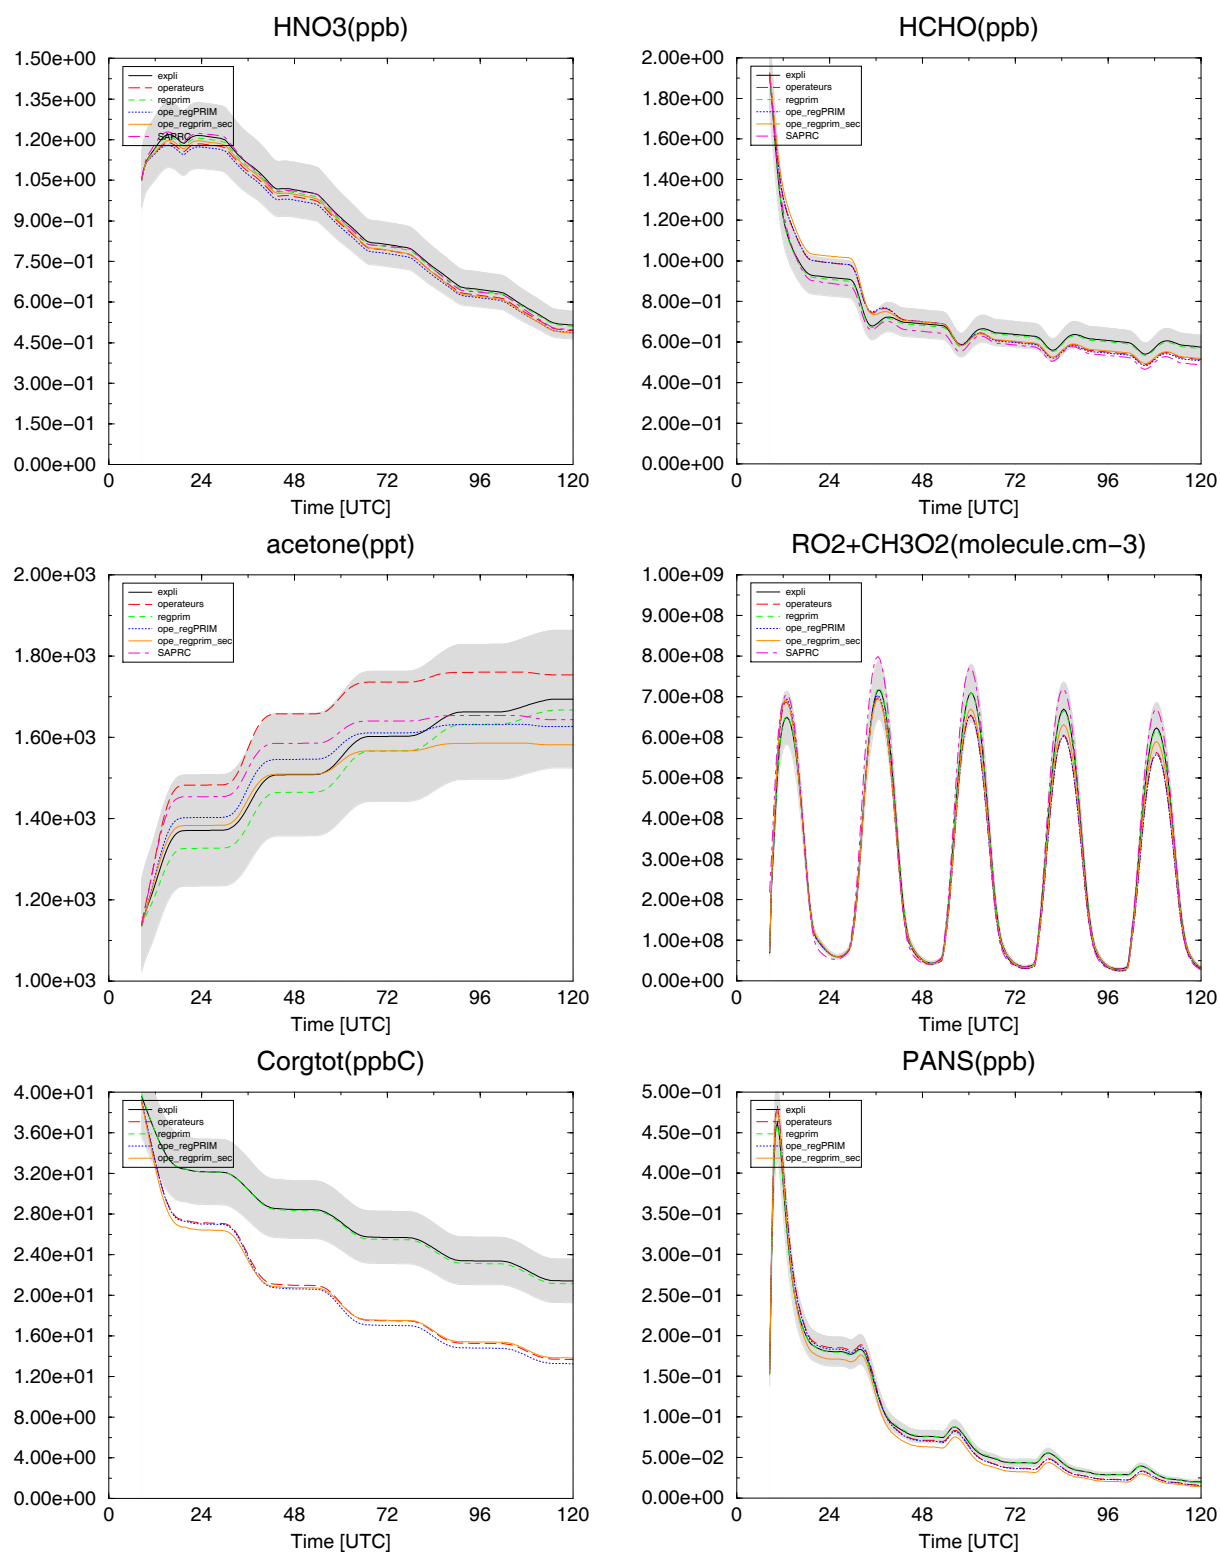 HNO3(ppb)
1.50e+00
1.35e+00
1.20e+00
1.05e+00
9.00e−01
7.50e−01
6.00e−01
4.50e−01
3.00e−01
1.50e−01
0.00e+00
expli
operateurs
regprim
ope_regPRIM
ope_regprim_sec
SAPRC
0 24 48 72 96 120
Time [UTC]
HCHO(ppb)
2.00e+00
1.80e+00
1.60e+00
1.40e+00
1.20e+00
1.00e+00
8.00e−01
6.00e−01
4.00e−01
2.00e−01
0.00e+00
expli
operateurs
regprim
ope_regPRIM
ope_regprim_sec
SAPRC
0 24 48 72 96 120
Time [UTC]
acetone(ppt)
2.00e+03
1.80e+03
1.60e+03
1.40e+03
1.20e+03
1.00e+03
expli
operateurs
regprim
ope_regPRIM
ope_regprim_sec
SAPRC
0 24 48 72 96 120
Time [UTC]
RO2+CH3O2(molecule.cm−3)
1.00e+09
9.00e+08
8.00e+08
7.00e+08
6.00e+08
5.00e+08
4.00e+08
3.00e+08
2.00e+08
1.00e+08
0.00e+00
expli
operateurs
regprim
ope_regPRIM
ope_regprim_sec
SAPRC
0 24 48 72 96 120
Time [UTC]
Corgtot(ppbC)
4.00e+01
3.60e+01
3.20e+01
2.80e+01
2.40e+01
2.00e+01
1.60e+01
1.20e+01
8.00e+00
4.00e+00
0.00e+00
expli
operateurs
regprim
ope_regPRIM
ope_regprim_sec
0 24 48 72 96 120
Time [UTC]
PANS(ppb)
5.00e−01
4.50e−01
4.00e−01
3.50e−01
3.00e−01
2.50e−01
2.00e−01
1.50e−01
1.00e−01
5.00e−02
0.00e+00
expli
operateurs
regprim
ope_regPRIM
ope_regprim_sec
0 24 48 72 96 120
Time [UTC]